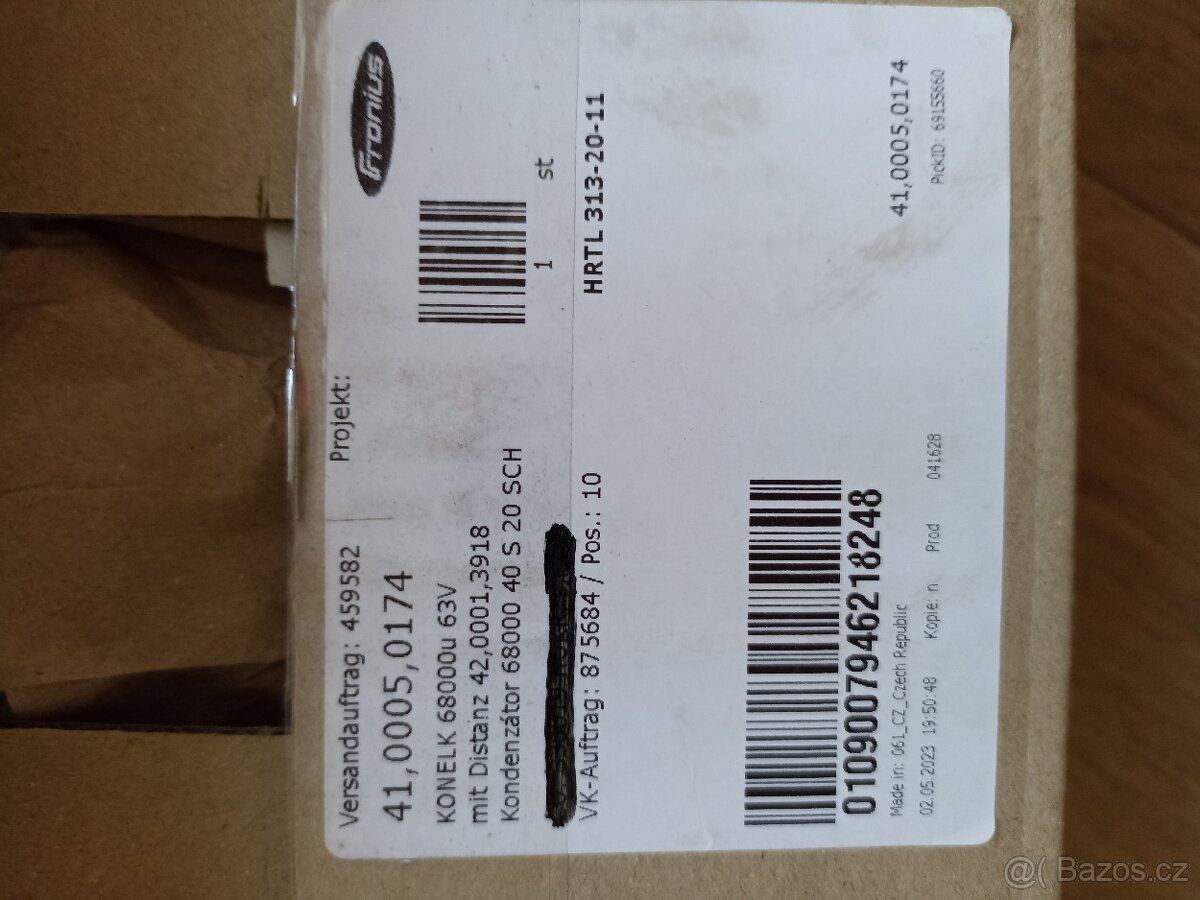 Versandauftrag: 459582 Projekt: Fronius
41,0005,0174
KONELK 68000u 63V
mit Distanz 42,0001,3918
Kondenzátor 68000 40 S 20 SCH 1 st
VK-Auftrag: 875684 / Pos.: 10 HRTL 313-20-11
01090079462 18248
Made in: 061_CZ_Czech Republic 41,0005,0174
02.05.2023 19:50:48 Kopie: n Prod 041628 PickID: 69155660
@( Bazos.cz